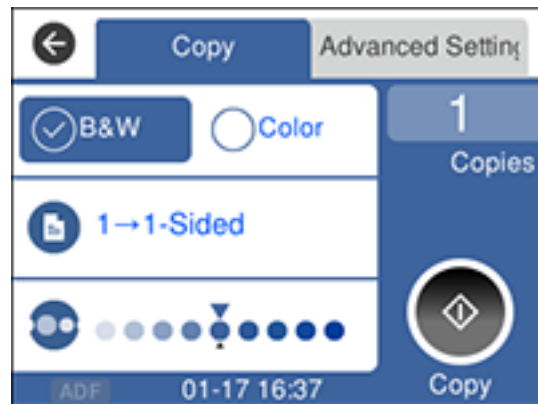 Copy
Advanced Setting
B&W
Color
1
Copies
1→1-Sided
ADF
01-17 16:37
Copy